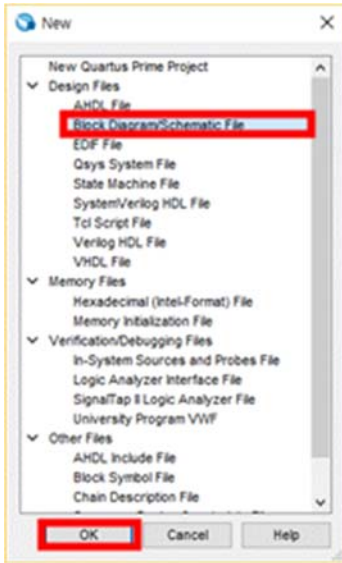 New
New Quartus Prime Project
Design Files
AHDL File
Block Diagram/Schematic File
EDIF File
Qsys System File
State Machine File
SystemVerilog HDL File
Tcl Script File
Verilog HDL File
VHDL File
Memory Files
Hexadecimal (Intel-Format) File
Memory Initialization File
Verification/Debugging Files
In-System Sources and Probes File
Logic Analyzer Interface File
SignalTap II Logic Analyzer File
University Program VWF
Other Files
AHDL Include File
Block Symbol File
Chain Description File
OK Cancel Help